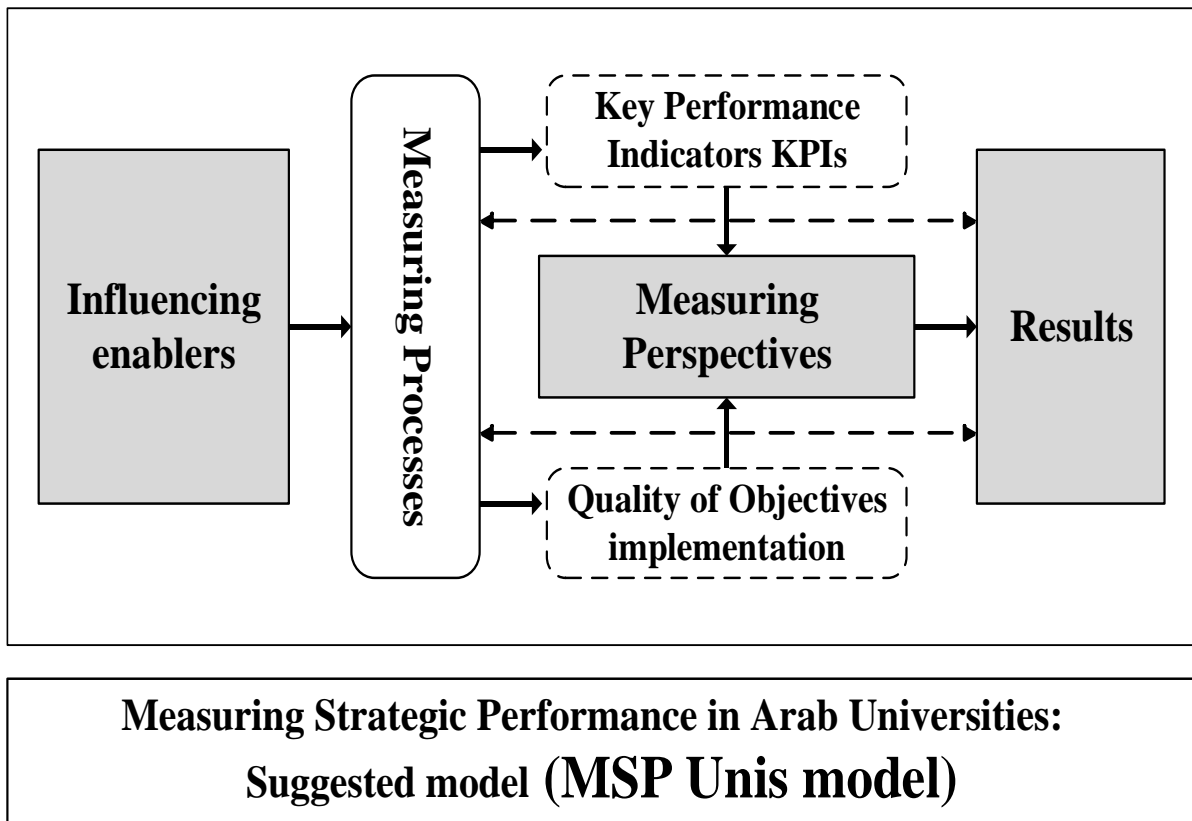 Influencing
enablers
Measuring Processes
Key Performance
Indicators KPIs
Measuring
Perspectives
Quality of Objectives
implementation
Results
Measuring Strategic Performance in Arab Universities:
Suggested model (MSP Unis model)